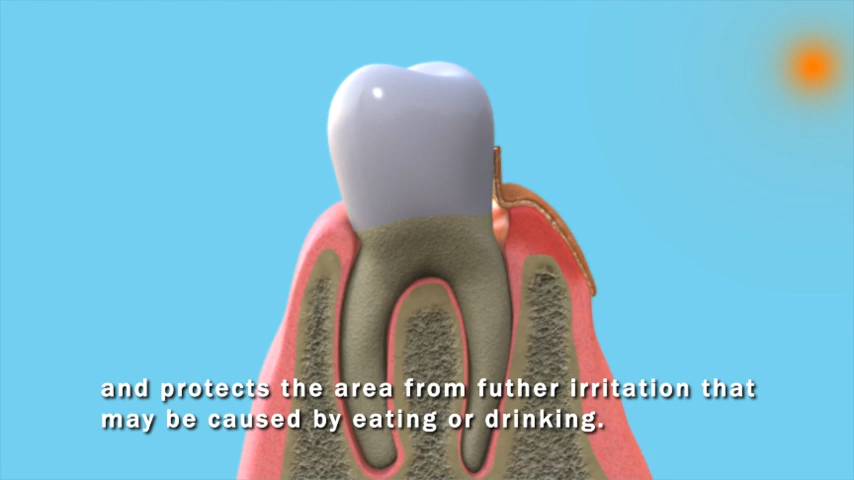 and protects the area from futher irritation that
may be caused by eating or drinking.